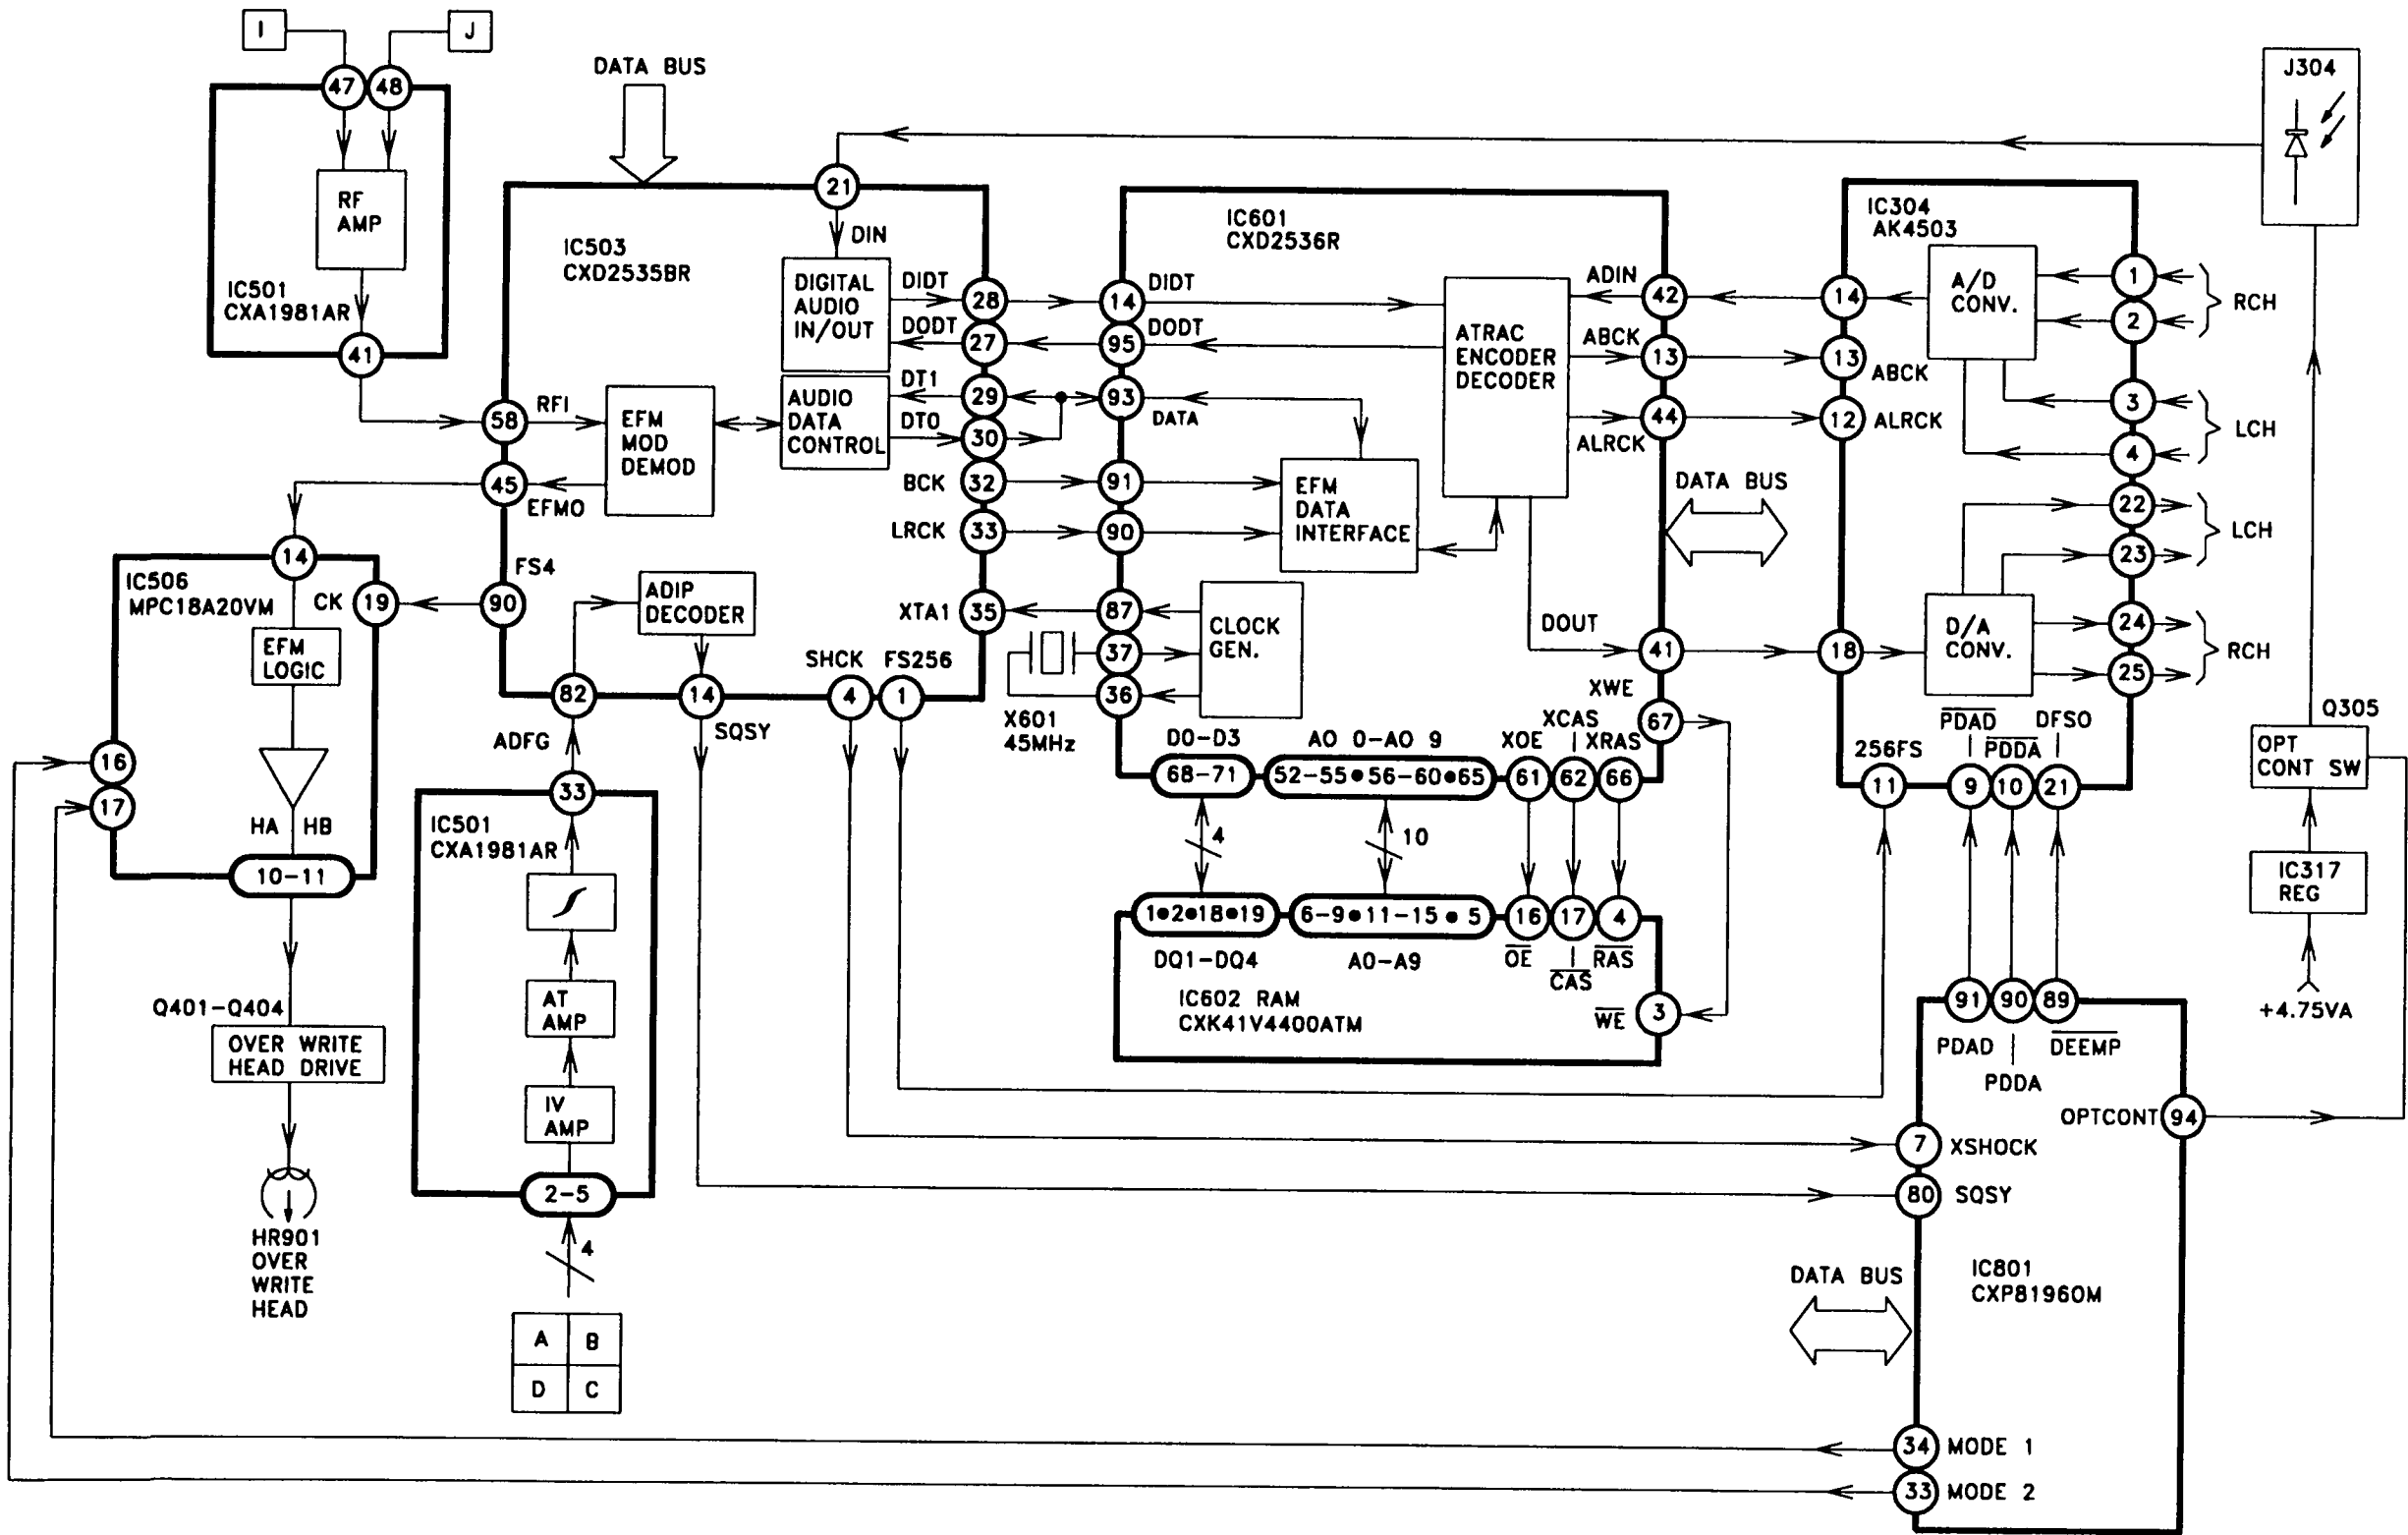 I
J
47
48
RF
AMP
IC501
CXA1981AR
41
DATA BUS
21
DIN
IC503
CXD2535BR
DIGITAL
AUDIO
IN/OUT
DIDT
28
DODT
27
AUDIO
DATA
CONTROL
DT1
29
DTO
30
58
RFI
EFM
MOD
DEMOD
45
EFMO
BCK
32
LRCK
33
FS4
90
XTA1
35
ADIP
DECODER
SHCK
FS256
82
14
4
1
ADFG
SQSY
14
IC506
MPC18A20VM
CK
19
EFM
LOGIC
16
17
HA
HB
10-11
Q401-Q404
OVER WRITE
HEAD DRIVE
HR901
OVER
WRITE
HEAD
33
IC501
CXA1981AR
AT
AMP
IV
AMP
2-5
4
A
B
D
C
IC601
CXD2536R
14
DIDT
95
DODT
93
DATA
91
90
87
37
36
X601
45MHz
ATRAC
ENCODER
DECODER
EFM
DATA
INTERFACE
CLOCK
GEN.
ADIN
42
ABCK
13
44
ALRCK
DATA BUS
DOUT
41
XWE
67
D0-D3
AO 0-AO 9
XOE
XCAS
XRAS
68-71
52-55●56-60●65
61
62
66
4
10
1●2●18●19
6-9●11-15●5
16
17
4
DQ1-DQ4
A0-A9
OE
CAS
RAS
IC602 RAM
CXK41V4400ATM
WE
3
IC304
AK4503
A/D
CONV.
14
13
ABCK
12
ALRCK
1
2
RCH
3
4
LCH
22
23
LCH
24
25
RCH
18
D/A
CONV.
PDAD
PDDA
DFSO
256FS
11
9
10
21
J304
Q305
OPT
CONT SW
IC317
REG
+4.75VA
91
90
89
PDAD
PDDA
DEEMP
OPTCONT
94
7
XSHOCK
80
SQSY
IC801
CXP81960M
DATA BUS
34
MODE 1
33
MODE 2